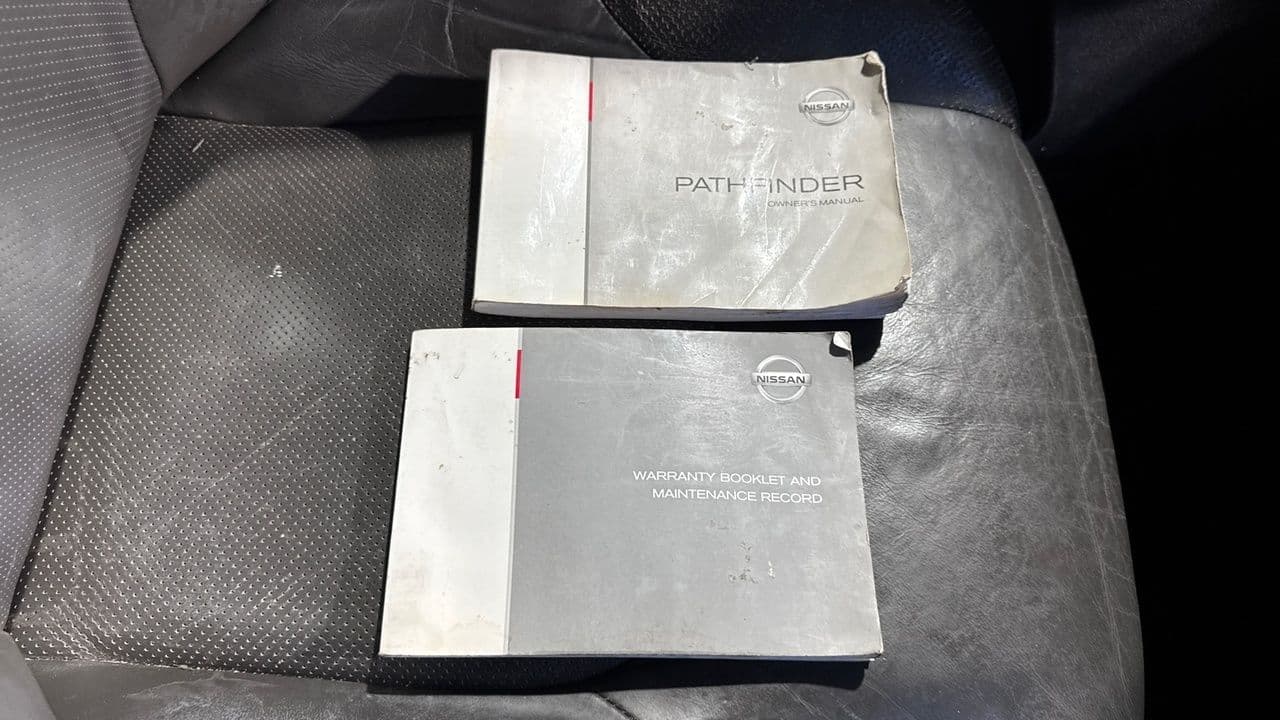 NISSAN
PATHFINDER
OWNER'S MANUAL
NISSAN
WARRANTY BOOKLET AND
MAINTENANCE RECORD